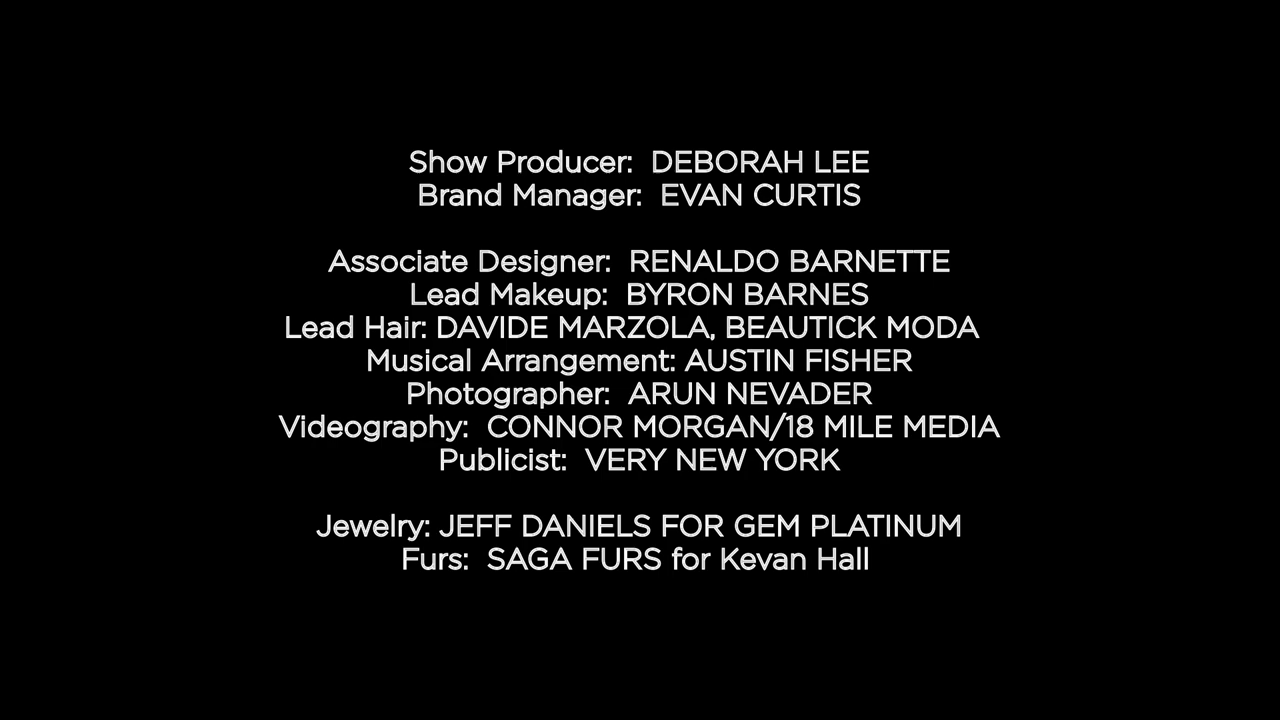 Show Producer:  DEBORAH LEE
Brand Manager:  EVAN CURTIS
Associate Designer:  RENALDO BARNETTE
Lead Makeup:  BYRON BARNES
Lead Hair: DAVIDE MARZOLA, BEAUTICK MODA
Musical Arrangement: AUSTIN FISHER
Photographer:  ARUN NEVADER
Videography:  CONNOR MORGAN/18 MILE MEDIA
Publicist:  VERY NEW YORK
Jewelry: JEFF DANIELS FOR GEM PLATINUM
Furs:  SAGA FURS for Kevan Hall